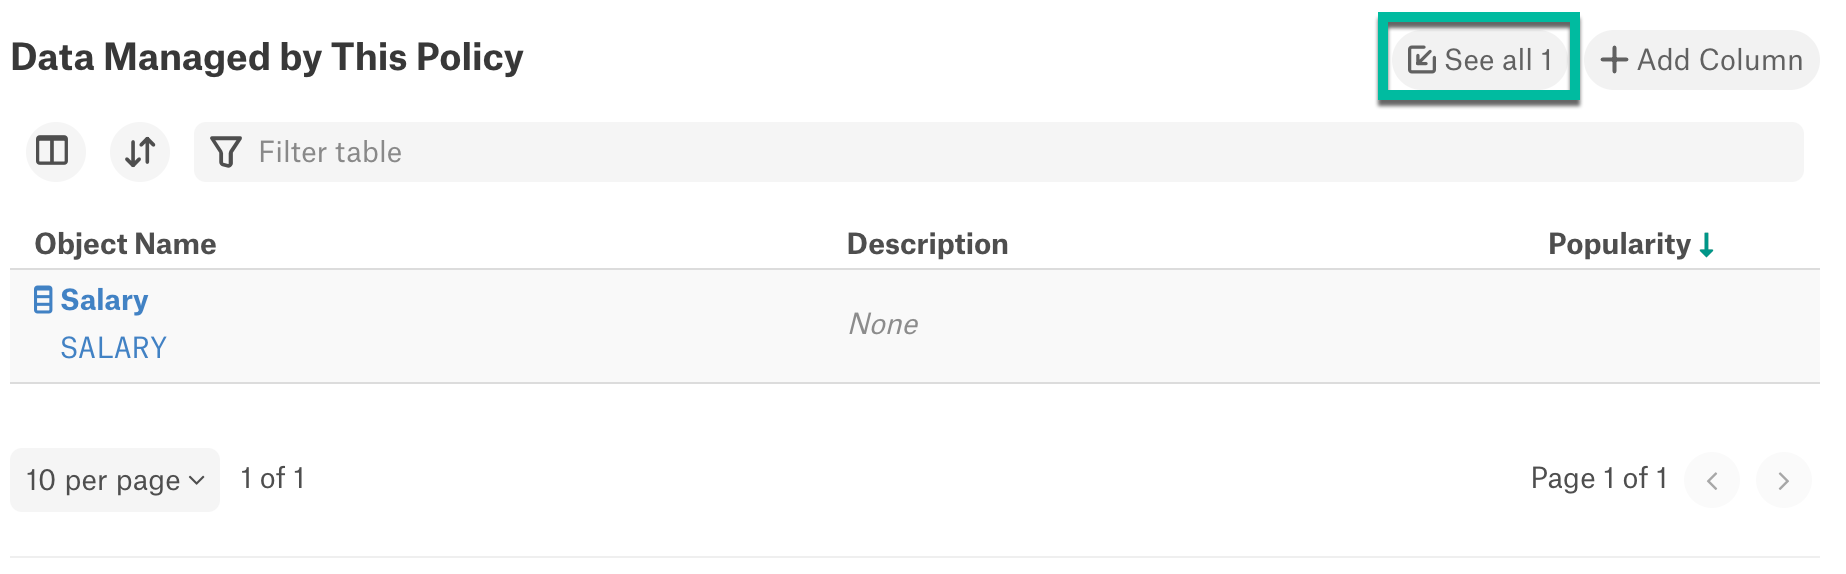 Data Managed by This Policy
See all 1
Add Column
Filter table
Object Name
Description
Popularity
Salary
SALARY
None
10 per page
1 of 1
Page 1 of 1